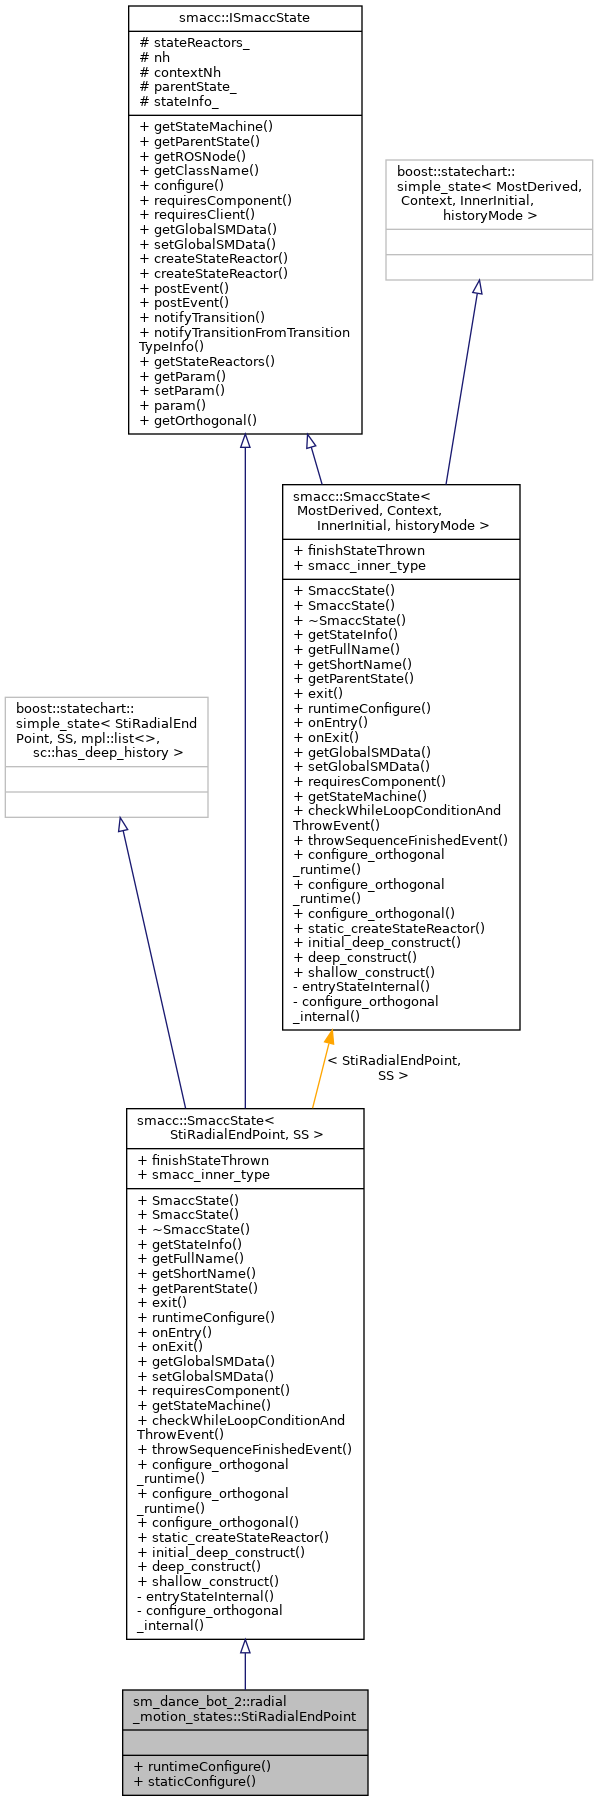 smacc::ISmaccState
# stateReactors_
# nh
# contextNh
# parentState_
# stateInfo_
+ getStateMachine()
+ getParentState()
+ getROSNode()
+ getClassName()
+ configure()
+ requiresComponent()
+ requiresClient()
+ getGlobalSMData()
+ setGlobalSMData()
+ createStateReactor()
+ createStateReactor()
+ postEvent()
+ postEvent()
+ notifyTransition()
+ notifyTransitionFromTransition
TypeInfo()
+ getStateReactors()
+ getParam()
+ setParam()
+ param()
+ getOrthogonal()
boost::statechart::
simple_state< MostDerived,
Context, InnerInitial,
historyMode >
smacc::SmaccState<
MostDerived, Context,
InnerInitial, historyMode >
+ finishStateThrown
+ smacc_inner_type
+ SmaccState()
+ SmaccState()
+ ~SmaccState()
+ getStateInfo()
+ getFullName()
+ getShortName()
+ getParentState()
+ exit()
+ runtimeConfigure()
+ onEntry()
+ onExit()
+ getGlobalSMData()
+ setGlobalSMData()
+ requiresComponent()
+ getStateMachine()
+ checkWhileLoopConditionAnd
ThrowEvent()
+ throwSequenceFinishedEvent()
+ configure_orthogonal
_runtime()
+ configure_orthogonal
_runtime()
+ configure_orthogonal()
+ static_createStateReactor()
+ initial_deep_construct()
+ deep_construct()
+ shallow_construct()
- entryStateInternal()
- configure_orthogonal
_internal()
boost::statechart::
simple_state< StiRadialEnd
Point, SS, mpl::list<>,
sc::has_deep_history >
< StiRadialEndPoint,
SS >
smacc::SmaccState<
StiRadialEndPoint, SS >
+ finishStateThrown
+ smacc_inner_type
+ SmaccState()
+ SmaccState()
+ ~SmaccState()
+ getStateInfo()
+ getFullName()
+ getShortName()
+ getParentState()
+ exit()
+ runtimeConfigure()
+ onEntry()
+ onExit()
+ getGlobalSMData()
+ setGlobalSMData()
+ requiresComponent()
+ getStateMachine()
+ checkWhileLoopConditionAnd
ThrowEvent()
+ throwSequenceFinishedEvent()
+ configure_orthogonal
_runtime()
+ configure_orthogonal
_runtime()
+ configure_orthogonal()
+ static_createStateReactor()
+ initial_deep_construct()
+ deep_construct()
+ shallow_construct()
- entryStateInternal()
- configure_orthogonal
_internal()
sm_dance_bot_2::radial
_motion_states::StiRadialEndPoint
+ runtimeConfigure()
+ staticConfigure()